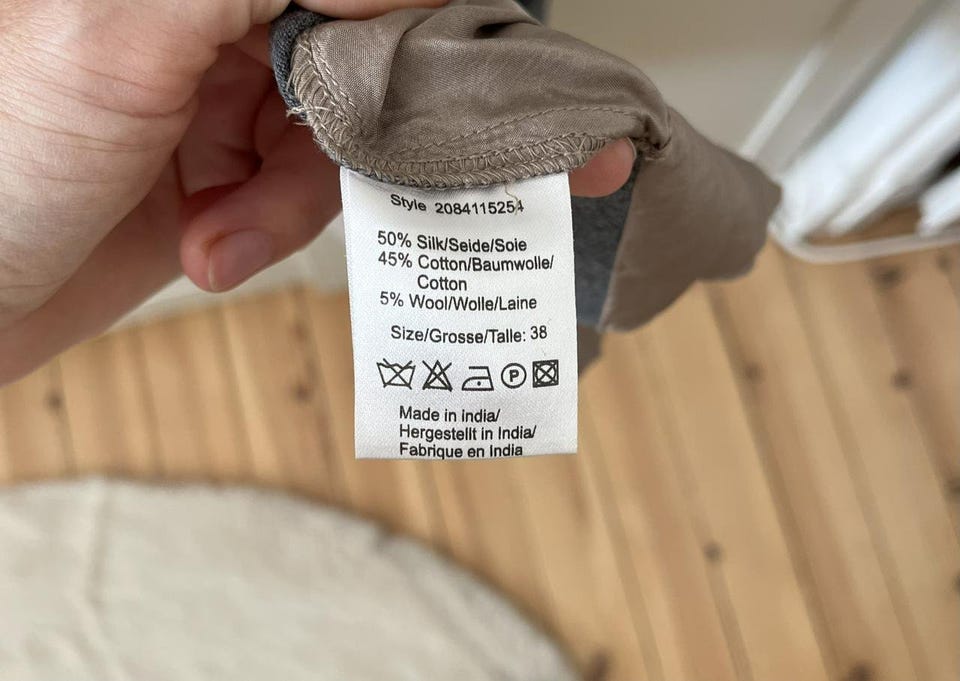 Style 2084115254
50% Silk/Seide/Soie
45% Cotton/Baumwolle/
Cotton
5% Wool/Wolle/Laine
Size/Grosse/Talle: 38
P
Made in India/
Hergestellt in India/
Fabrique en India